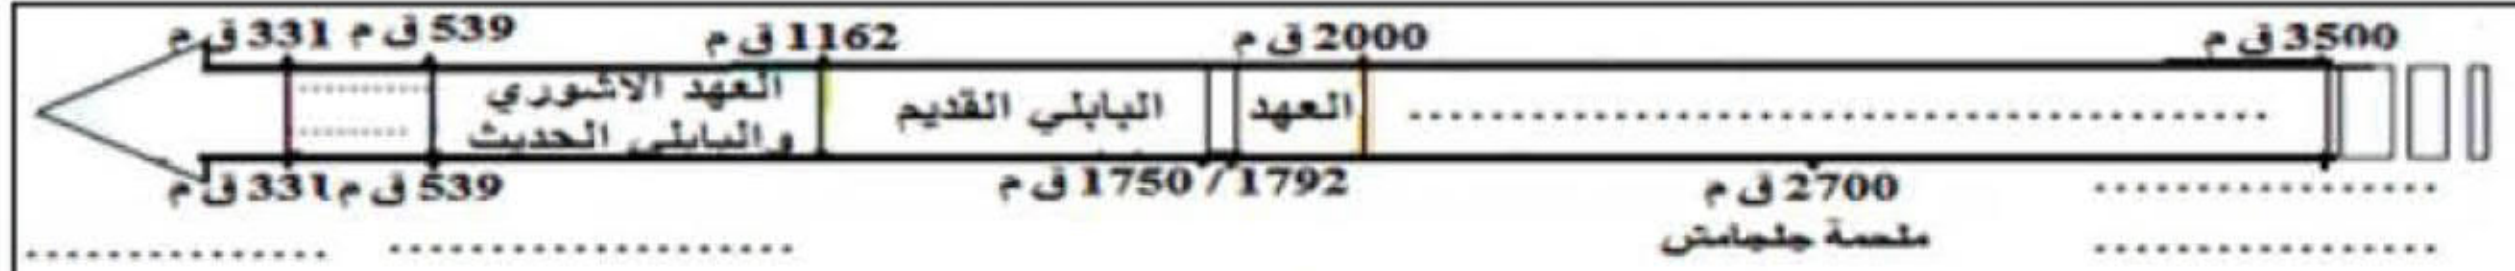 3500 ق م
2000 ق م
1162 ق م
539 ق م
331 ق م
........................................
العهد
البابلي القديم
العهد الاشوري
والبابلي الحديث
..............
...........
2700 ق م
ملحمة جلجامش
1792 / 1750 ق م
539 ق م
331 ق م
.................
.................
....................
...............